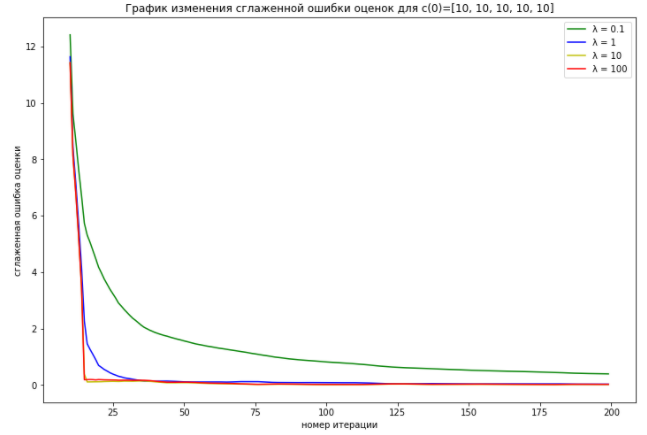 График изменения сглаженной ошибки оценок для c(0)=[10, 10, 10, 10, 10]
λ = 0.1
λ = 1
λ = 10
λ = 100
12
10
8
6
4
2
0
сглаженная ошибка оценки
25
50
75
100
125
150
175
200
номер итерации